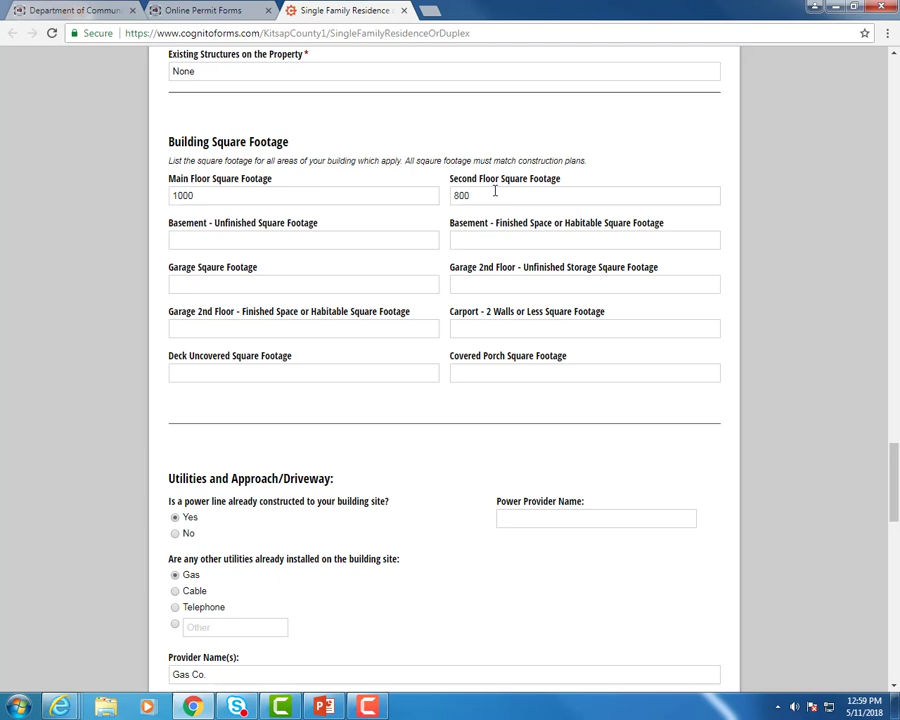 Department of Commun
Online Permit Forms
Single Family Residence
Secure
https://www.cognitoforms.com/KitsapCounty1/SingleFamilyResidenceOrDuplex
Existing Structures on the Property *
None
Building Square Footage
List the square footage for all areas of your building which apply. All sqaure footage must match construction plans.
Main Floor Square Footage
Second Floor Square Footage
1000
800
Basement - Unfinished Square Footage
Basement - Finished Space or Habitable Square Footage
Garage Sqaure Footage
Garage 2nd Floor - Unfinished Storage Sqaure Footage
Garage 2nd Floor - Finished Space or Habitable Square Footage
Carport - 2 Walls or Less Square Footage
Deck Uncovered Square Footage
Covered Porch Square Footage
Utilities and Approach/Driveway:
Is a power line already constructed to your building site?
Power Provider Name:
Yes
No
Are any other utilities already installed on the building site:
Gas
Cable
Telephone
Other
Provider Name(s):
Gas Co.
12:59 PM
5/11/2018